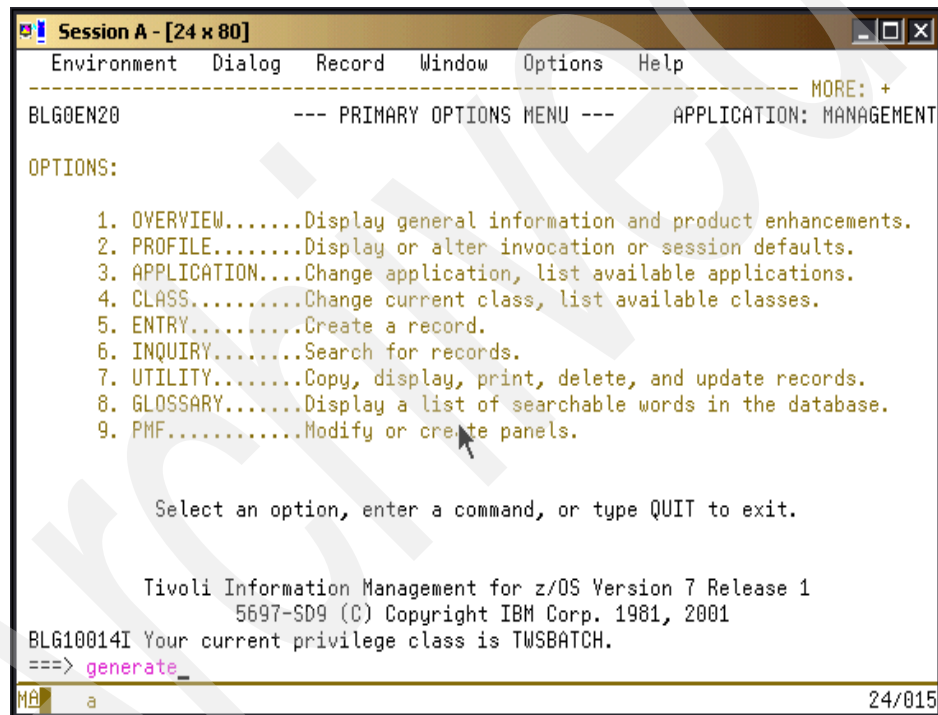 Session A - [24 x 80]
Environment Dialog Record Window Options Help
------------------------------------------------------------------------- MORE: +
BLG0EN20 --- PRIMARY OPTIONS MENU --- APPLICATION: MANAGEMENT
OPTIONS:
1. OVERVIEW.......Display general information and product enhancements.
2. PROFILE........Display or alter invocation or session defaults.
3. APPLICATION....Change application, list available applications.
4. CLASS..........Change current class, list available classes.
5. ENTRY..........Create a record.
6. INQUIRY........Search for records.
7. UTILITY........Copy, display, print, delete, and update records.
8. GLOSSARY.......Display a list of searchable words in the database.
9. PMF............Modify or create panels.
Select an option, enter a command, or type QUIT to exit.
Tivoli Information Management for z/OS Version 7 Release 1
5697-SD9 (C) Copyright IBM Corp. 1981, 2001
BLG10014I Your current privilege class is TWSBATCH.
===> generate_
MA a 24/015